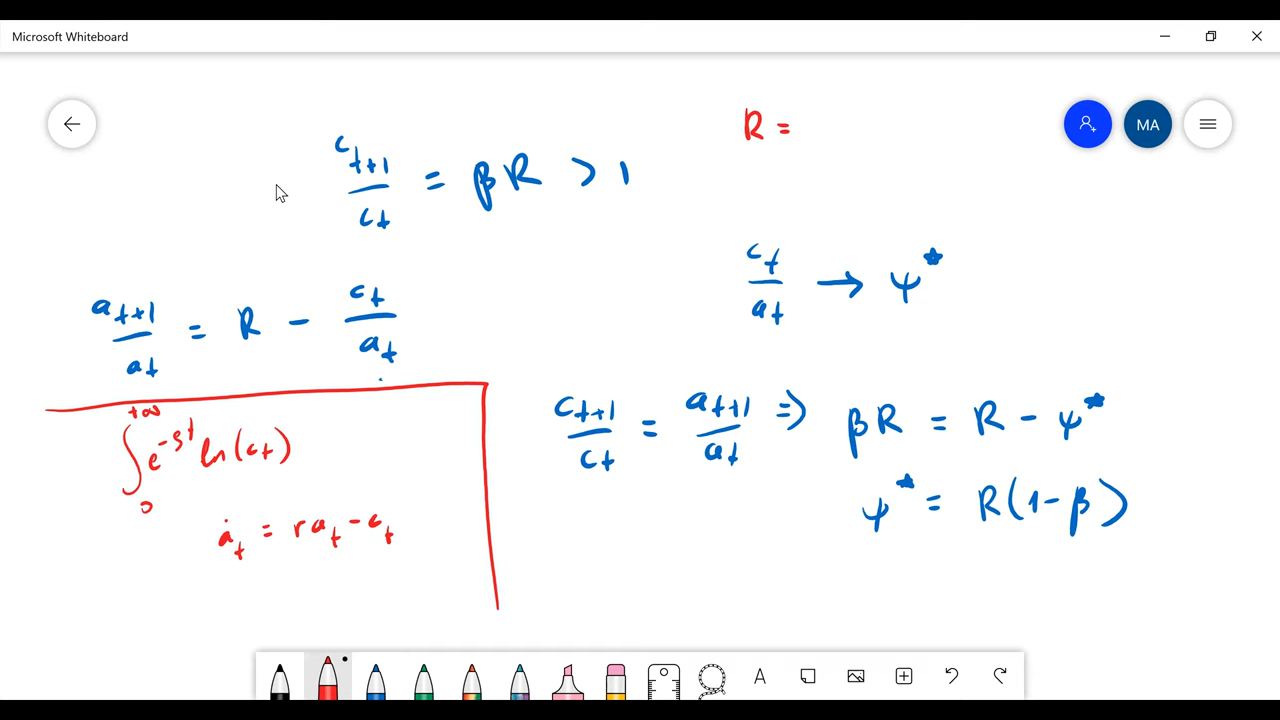 Microsoft Whiteboard
MA
R =
c_{t+1}/c_t = βR > 1
c_t/a_t → ψ*
a_{t+1}/a_t = R - c_t/a_t
c_{t+1}/c_t = a_{t+1}/a_t ⇒ βR = R - ψ*
ψ* = R(1-β)
∫_0^{+∞} e^{-ρt} ln(c_t)
ȧ_t = r a_t - c_t
A